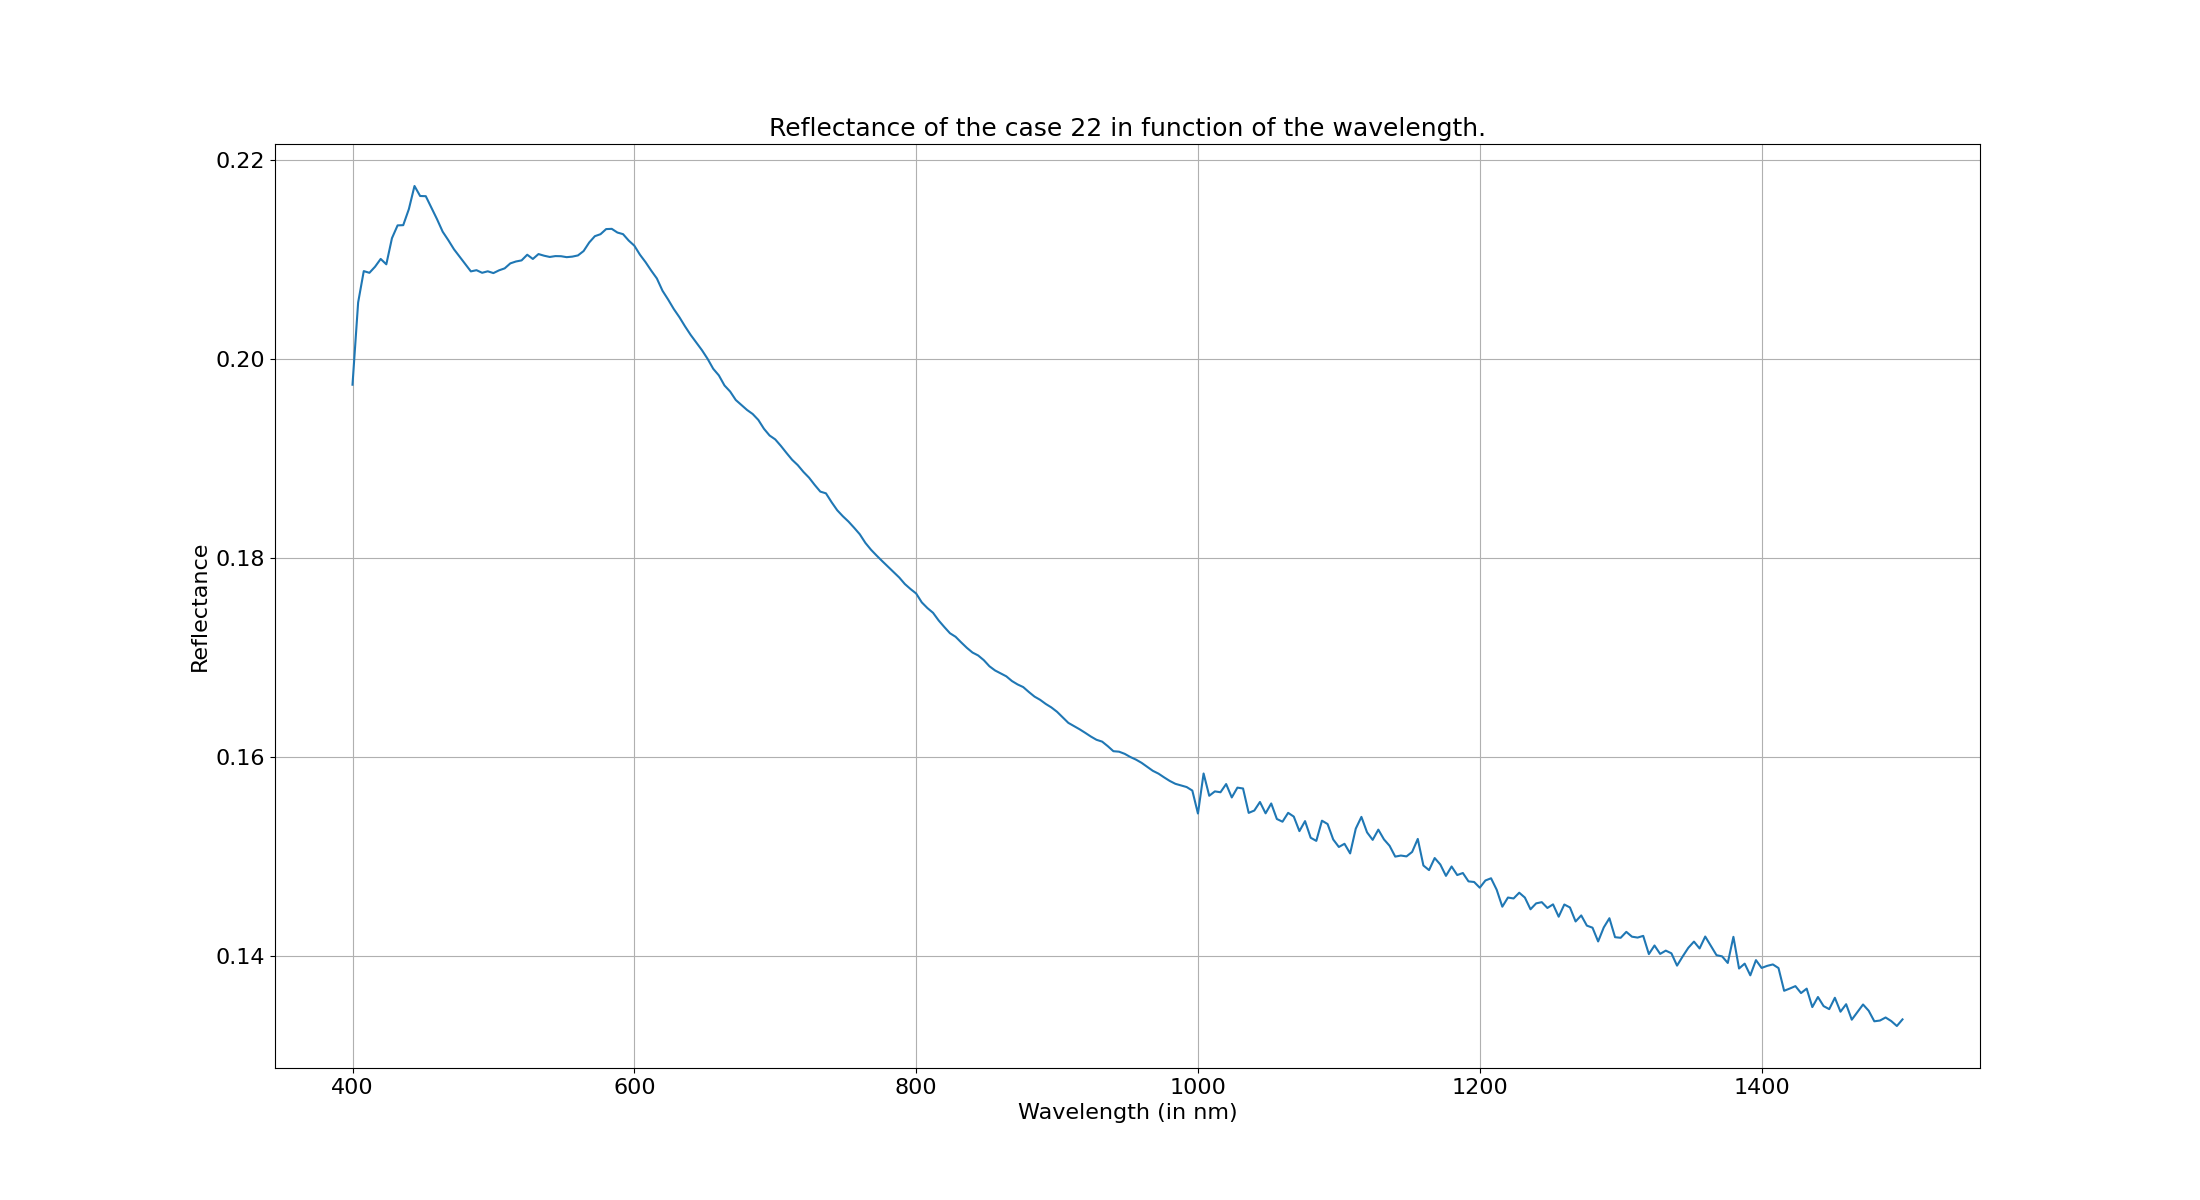 Reflectance of the case 22 in function of the wavelength.
0.22
0.20
0.18
0.16
0.14
Reflectance
400 600 800 1000 1200 1400
Wavelength (in nm)